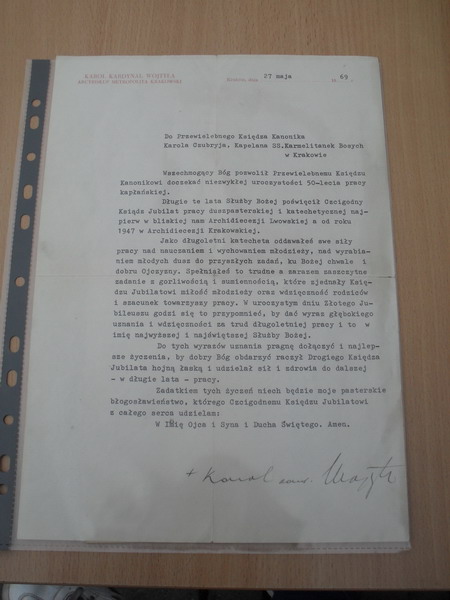 KAROL KARDYNAŁ WOJTYŁA
ARCYBISKUP METROPOLITA KRAKOWSKI
Kraków, dnia 27 maja 69
Do Przewielebnego Księdza Kanonika
Karola Czubryja, Kapelana SS.Karmelitanek Bosych
w Krakowie
Wszechmogący Bóg pozwolił Przewielebnemu Księdzu
Kanonikowi doczekać niezwykłej uroczystości 50-lecia pracy
kapłańskiej.
Długie te lata Służby Bożej poświęcił Czcigodny
Ksiądz Jubilat pracy duszpasterskiej i katechetycznej naj-
pierw w bliskiej nam Archidiecezji Lwowskiej a od roku
1947 w Archidiecezji Krakowskiej.
Jako długoletni katecheta oddawałeś swe siły
pracy nad nauczaniem i wychowaniem młodzieży, nad wyrabia-
niem młodych dusz do przyszłych zadań, ku Bożej chwale i
dobru Ojczyzny. Spełniałeś to trudne a zarazem zaszczytne
zadanie z gorliwością i sumiennością, które zjednały Księ-
dzu Jubilatowi miłość młodzieży oraz wdzięczność rodziców
i szacunek towarzyszy pracy. W uroczystym dniu Złotego Ju-
bileuszu godzi się to przypomnieć, by dać wyraz głębokiego
uznania i wdzięczności za trud długoletniej pracy i to w
imię najwyższej i najświętszej Służby Bożej.
Do tych wyrazów uznania pragnę dołączyć i najlep-
sze życzenia, by dobry Bóg obdarzyć raczył Drogiego Księdza
Jubilata hojną łaską i udzielał sił i zdrowia do dalszej
- w długie lata - pracy.
Zadatkiem tych życzeń niech będzie moje pasterskie
błogosławieństwo, którego Czcigodnemu Księdzu Jubilatowi
z całego serca udzielam:
W Imię Ojca i Syna i Ducha Świętego. Amen.
+ Karol card. Wojtyła